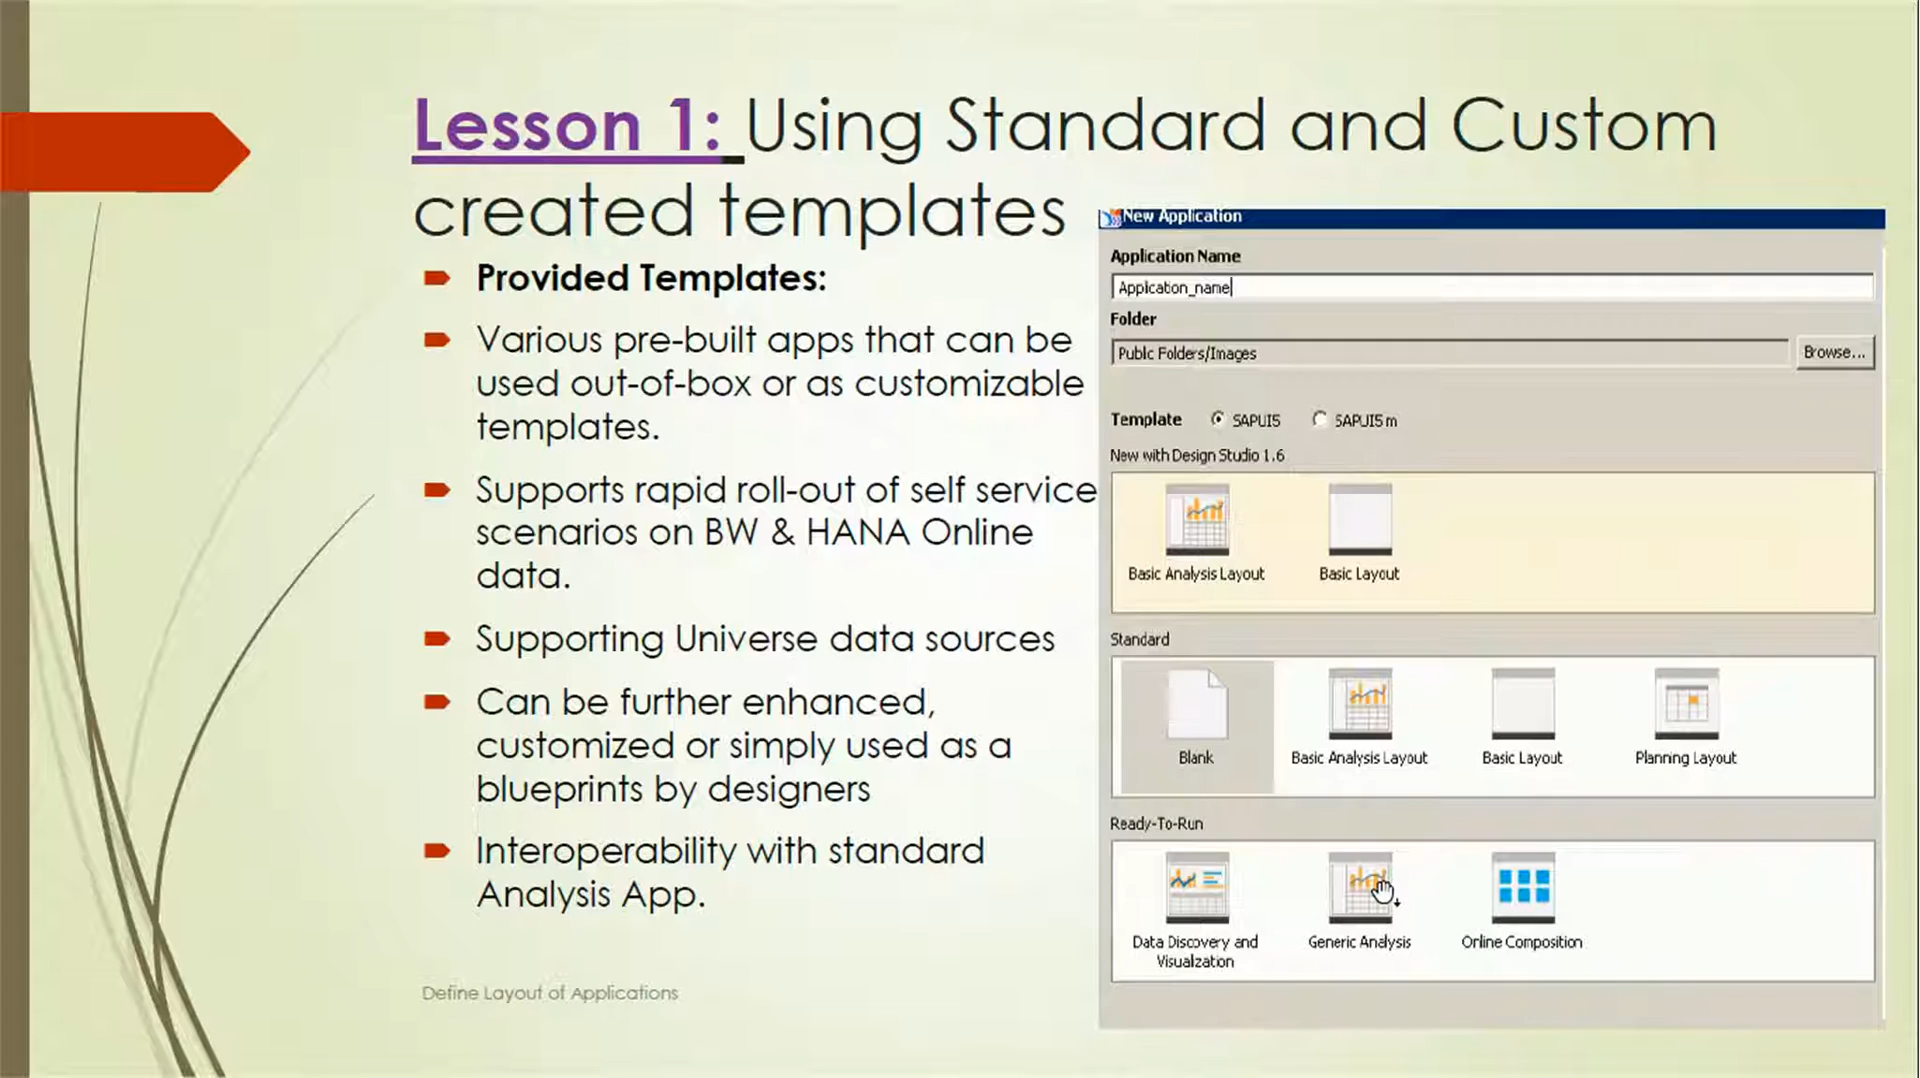 Lesson 1: Using Standard and Custom
created templates
Provided Templates:
Various pre-built apps that can be
used out-of-box or as customizable
templates.
Supports rapid roll-out of self service
scenarios on BW & HANA Online
data.
Supporting Universe data sources
Can be further enhanced,
customized or simply used as a
blueprints by designers
Interoperability with standard
Analysis App.
Define Layout of Applications
New Application
Application Name
Application_name
Folder
Public Folders/Images
Browse...
Template SAPUI5 SAPUI5 m
New with Design Studio 1.6
Basic Analysis Layout Basic Layout
Standard
Blank Basic Analysis Layout Basic Layout Planning Layout
Ready-To-Run
Data Discovery and
Visualzation
Generic Analysis Online Composition